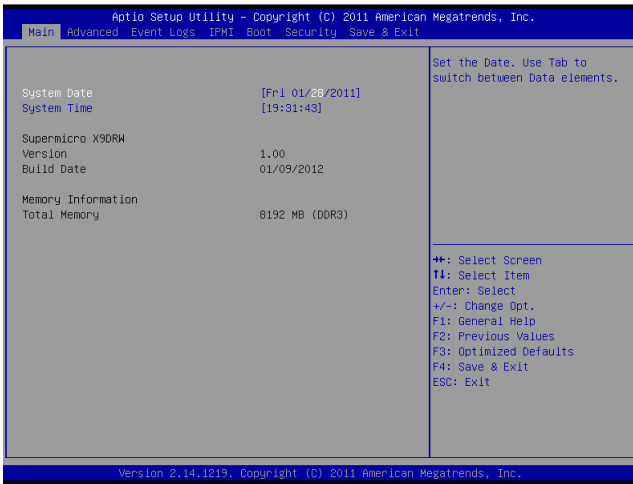 Aptio Setup Utility – Copyright (C) 2011 American Megatrends, Inc.
Main Advanced Event Logs IPMI Boot Security Save & Exit
Set the Date. Use Tab to
switch between Data elements.
System Date [Fri 01/28/2011]
System Time [19:31:43]
Supermicro X9DRW
Version 1.00
Build Date 01/09/2012
Memory Information
Total Memory 8192 MB (DDR3)
→←: Select Screen
↑↓: Select Item
Enter: Select
+/-: Change Opt.
F1: General Help
F2: Previous Values
F3: Optimized Defaults
F4: Save & Exit
ESC: Exit
Version 2.14.1219. Copyright (C) 2011 American Megatrends, Inc.